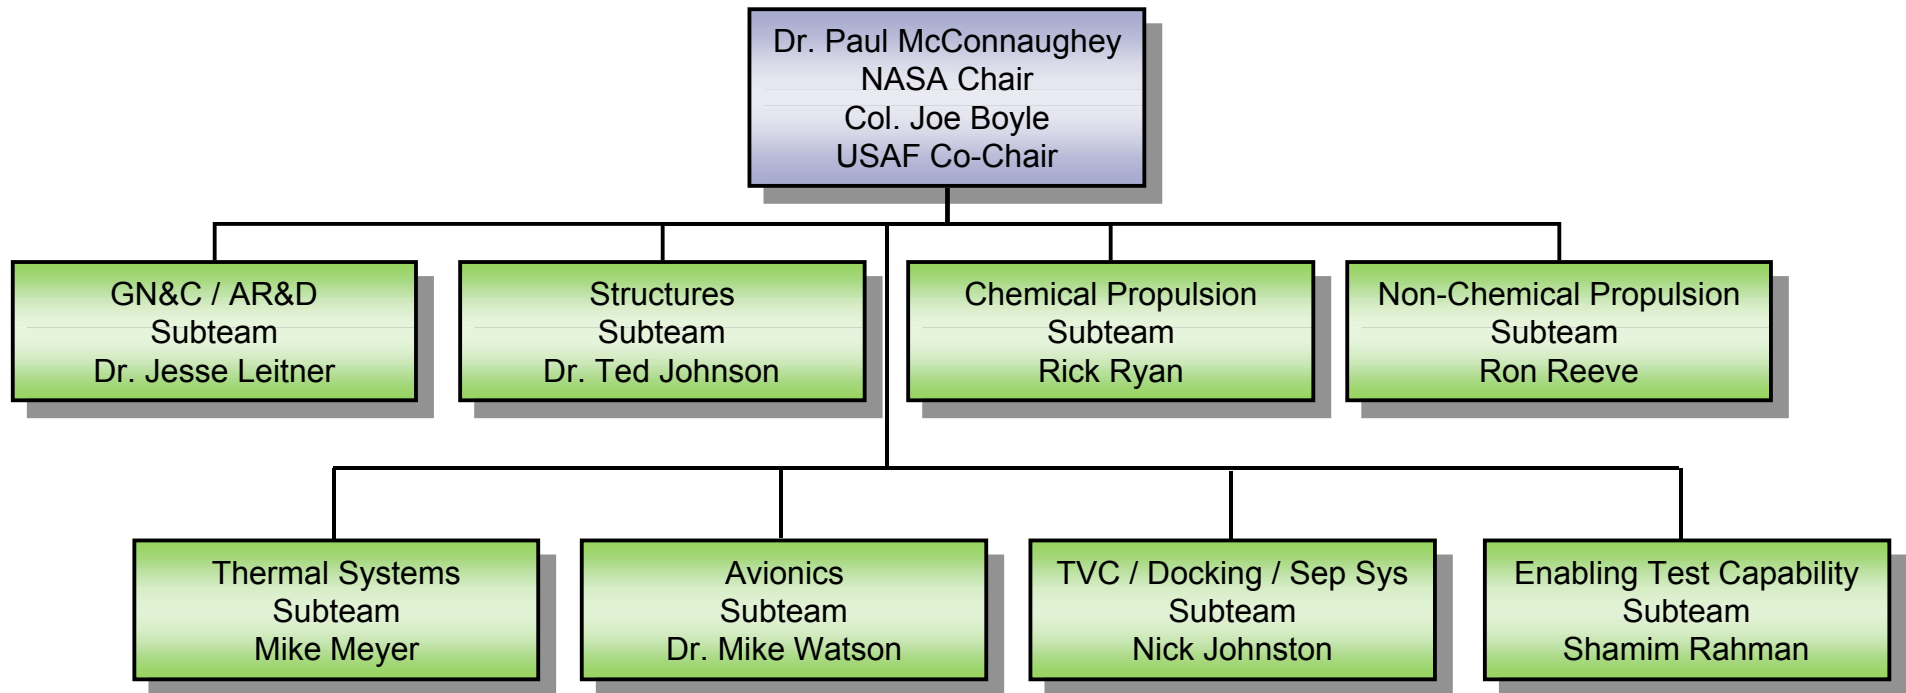 Dr. Paul McConnaughey
NASA Chair
Col. Joe Boyle
USAF Co-Chair
GN&C / AR&D
Subteam
Dr. Jesse Leitner
Structures
Subteam
Dr. Ted Johnson
Chemical Propulsion
Subteam
Rick Ryan
Non-Chemical Propulsion
Subteam
Ron Reeve
Thermal Systems
Subteam
Mike Meyer
Avionics
Subteam
Dr. Mike Watson
TVC / Docking / Sep Sys
Subteam
Nick Johnston
Enabling Test Capability
Subteam
Shamim Rahman